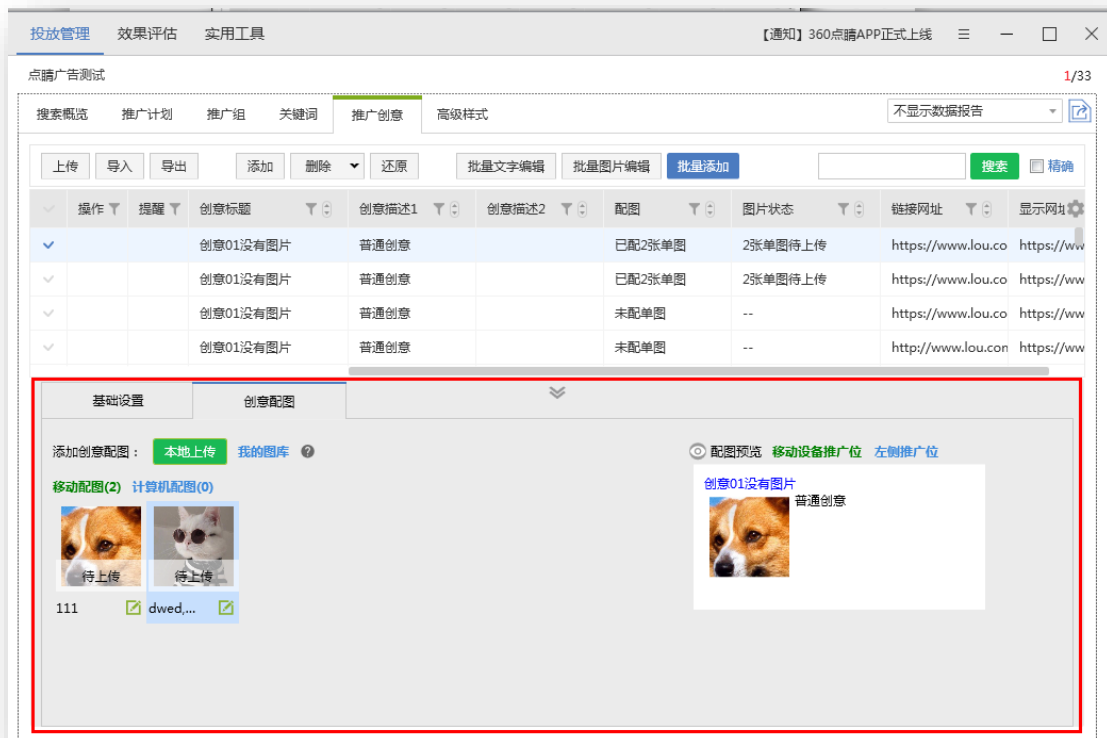 投放管理 效果评估 实用工具 【通知】360点睛APP正式上线
点睛广告测试 1/33
搜索概览 推广计划 推广组 关键词 推广创意 高级样式 不显示数据报告
上传 导入 导出 添加 删除 还原 批量文字编辑 批量图片编辑 批量添加 搜索 精确
操作 提醒 创意标题 创意描述1 创意描述2 配图 图片状态 链接网址 显示网址
创意01没有图片 普通创意 已配2张单图 2张单图待上传 https://www.lou.co https://ww
创意01没有图片 普通创意 已配2张单图 2张单图待上传 https://www.lou.co https://ww
创意01没有图片 普通创意 未配单图 -- https://www.lou.co https://ww
创意01没有图片 普通创意 未配单图 -- http://www.lou.con https://ww
基础设置 创意配图
添加创意配图： 本地上传 我的图库 配图预览 移动设备推广位 左侧推广位
移动配图(2) 计算机配图(0) 创意01没有图片
普通创意
待上传 待上传
111 dwed,...